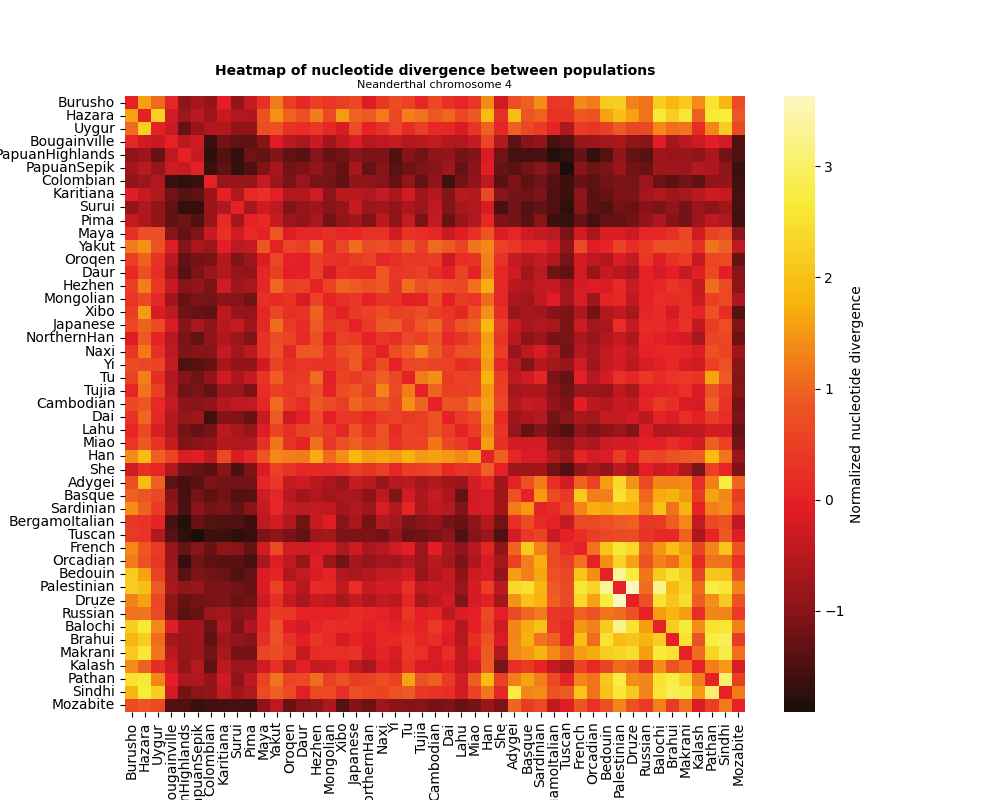 Heatmap of nucleotide divergence between populations
Neanderthal chromosome 4
Burusho
Hazara
Uygur
Bougainville
PapuanHighlands
PapuanSepik
Colombian
Karitiana
Surui
Pima
Maya
Yakut
Oroqen
Daur
Hezhen
Mongolian
Xibo
Japanese
NorthernHan
Naxi
Yi
Tu
Tujia
Cambodian
Dai
Lahu
Miao
Han
She
Adygei
Basque
Sardinian
BergamoItalian
Tuscan
French
Orcadian
Bedouin
Palestinian
Druze
Russian
Balochi
Brahui
Makrani
Kalash
Pathan
Sindhi
Mozabite
Burusho
Hazara
Uygur
ougainville
nHighlands
apuanSepik
Colombian
Karitiana
Surui
Pima
Maya
Yakut
Oroqen
Daur
Hezhen
Mongolian
Xibo
Japanese
orthernHan
Naxi
Yi
Tu
Tujia
Cambodian
Dai
Lahu
Miao
Han
She
Adygei
Basque
Sardinian
amoItalian
Tuscan
French
Orcadian
Bedouin
Palestinian
Druze
Russian
Balochi
Brahui
Makrani
Kalash
Pathan
Sindhi
Mozabite
3
2
1
0
−1
Normalized nucleotide divergence